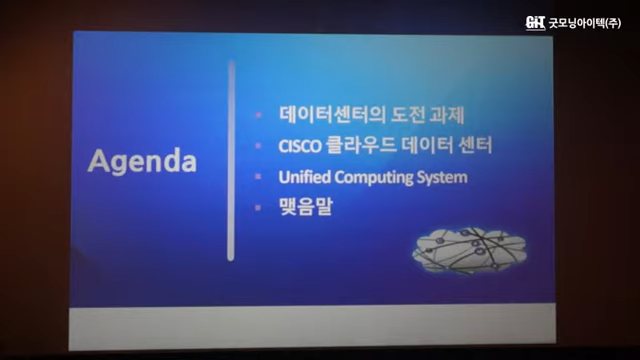 GIT 굿모닝아이텍(주)
Agenda
데이터센터의 도전 과제
CISCO 클라우드 데이터 센터
Unified Computing System
맺음말